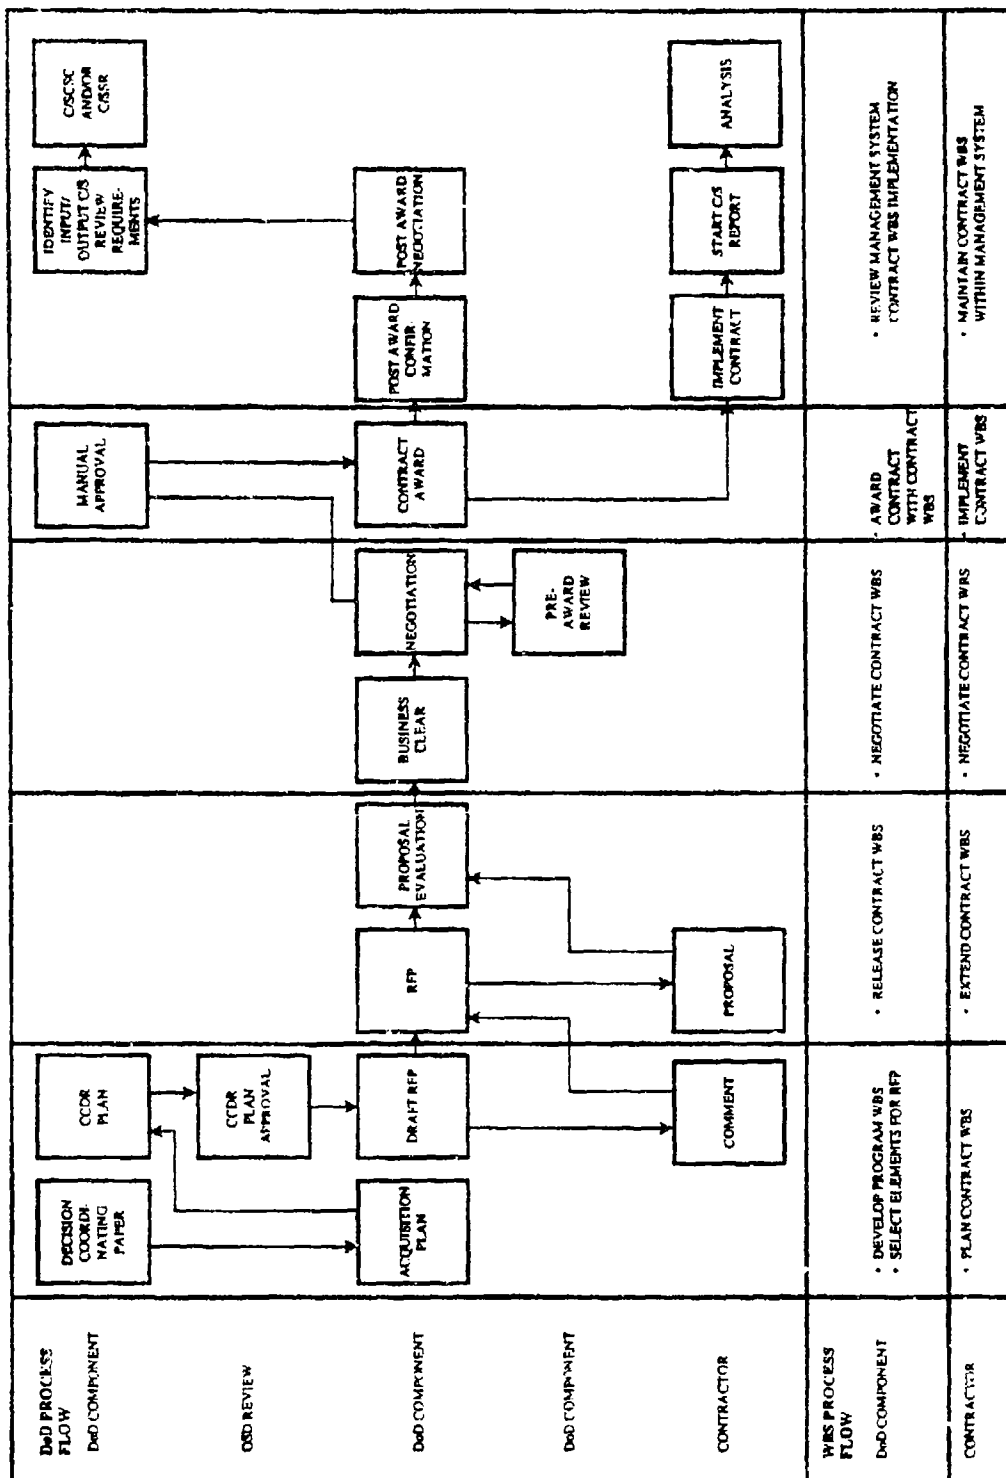 DoD PROCESS
FLOW
DoD COMPONENT
DECISION
COORDI-
NATING
PAPER
CCDR
PLAN
MANUAL
APPROVAL
IDENTIFY
INPUT/
OUTPUT C/S
REVIEW
REQUIRE-
MENTS
C/SCSC
AND/OR
C/SSR
OSD REVIEW
CCDR
PLAN
APPROVAL
DoD COMPONENT
ACQUISITION
PLAN
DRAFT RFP
RFP
PROPOSAL
EVALUATION
BUSINESS
CLEAR
NEGOTIATION
CONTRACT
AWARD
POST AWARD
CONFIR-
MATION
POST AWARD
NEGOTIATION
DoD COMPONENT
PRE-
AWARD
REVIEW
CONTRACTOR
COMMENT
PROPOSAL
IMPLEMENT
CONTRACT
START C/S
REPORT
ANALYSIS
WBS PROCESS
FLOW
DoD COMPONENT
• DEVELOP PROGRAM WBS
• SELECT ELEMENTS FOR RFP
• RELEASE CONTRACT WBS
• NEGOTIATE CONTRACT WBS
• AWARD
CONTRACT
WITH CONTRACT
WBS
• REVIEW MANAGEMENT SYSTEM
CONTRACT WBS IMPLEMENTATION
CONTRACTOR
• PLAN CONTRACT WBS
• EXTEND CONTRACT WBS
• NEGOTIATE CONTRACT WBS
• IMPLEMENT
CONTRACT WBS
• MAINTAIN CONTRACT WBS
WITHIN MANAGEMENT SYSTEM